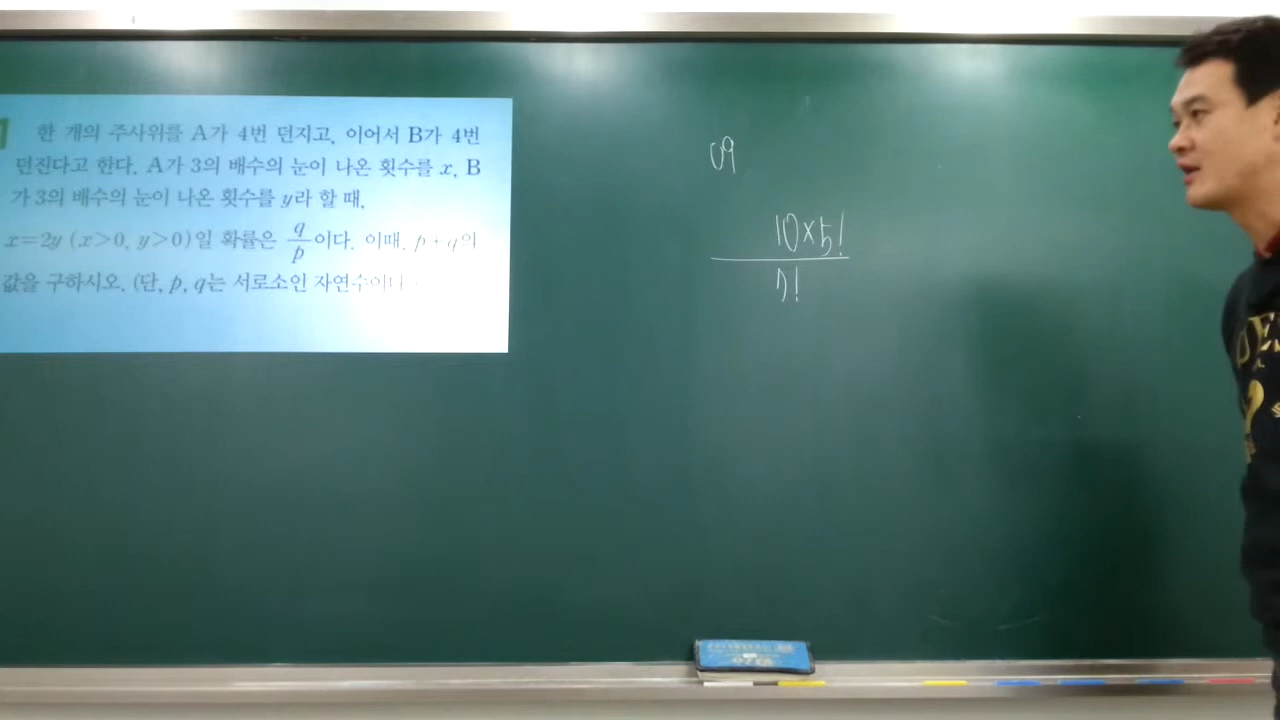 1 한 개의 주사위를 A가 4번 던지고, 이어서 B가 4번
던진다고 한다. A가 3의 배수의 눈이 나온 횟수를 x, B
가 3의 배수의 눈이 나온 횟수를 y라 할 때,
x=2y (x>0, y>0)일 확률은 q/p이다. 이때, p+q의
값을 구하시오. (단, p, q는 서로소인 자연수이다.
09
10×5!
7!